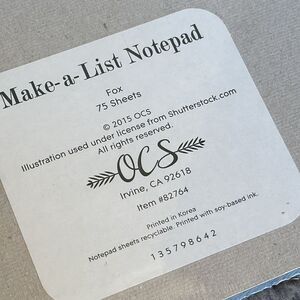 Make-a-List Notepad
Fox
75 Sheets
© 2015 OCS
Illustration used under license from Shutterstock.com
All rights reserved.
OCS
Irvine, CA 92618
Item #82764
Printed in Korea
Notepad sheets recyclable. Printed with soy-based ink.
135798642